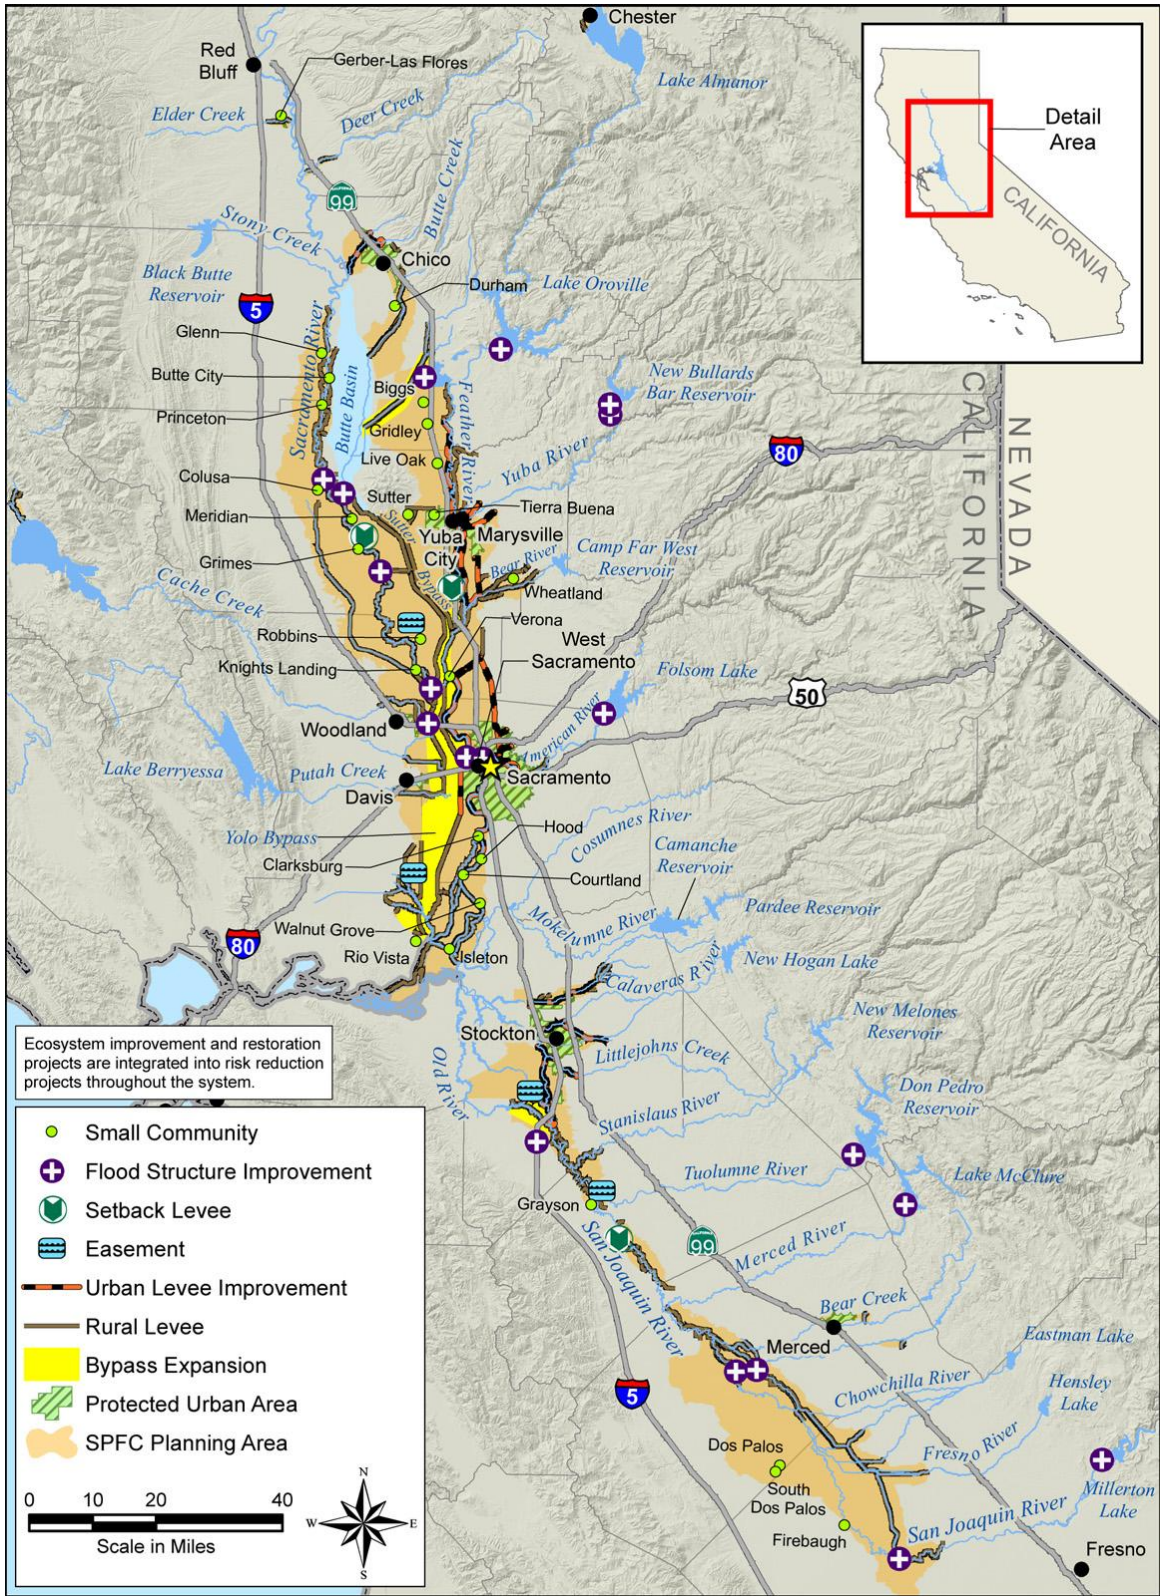 Chester
Red
Bluff
Gerber-Las Flores
Lake Almanor
Elder Creek
Deer Creek
Detail
Area
CALIFORNIA
99
Butte Creek
Stony Creek
Chico
Black Butte
Reservoir
5
Durham
Lake Oroville
Glenn
Butte City
Princeton
Sacramento River
Butte Basin
Biggs
Gridley
Live Oak
Feather River
New Bullards
Bar Reservoir
Yuba River
80
CALIFORNIA
NEVADA
Colusa
Meridian
Grimes
Sutter
Sutter
Bypass
Tierra Buena
Yuba
City
Marysville
Bear River
Camp Far West
Reservoir
Wheatland
Cache Creek
Robbins
Knights Landing
Verona
West
Sacramento
Folsom Lake
50
Woodland
American River
Lake Berryessa
Putah Creek
Davis
Sacramento
Yolo Bypass
Hood
Cosumnes River
Clarksburg
Courtland
Camanche
Reservoir
Walnut Grove
Mokelumne River
Pardee Reservoir
80
Rio Vista
Isleton
New Hogan Lake
Calaveras River
Stockton
New Melones
Reservoir
Littlejohns Creek
Old River
Don Pedro
Reservoir
Stanislaus River
Tuolumne River
Lake McClure
Grayson
San Joaquin River
99
Merced River
Bear Creek
Merced
Eastman Lake
5
Chowchilla River
Hensley
Lake
Fresno River
Dos Palos
South
Dos Palos
Firebaugh
San Joaquin River
Millerton
Lake
Fresno
Ecosystem improvement and restoration
projects are integrated into risk reduction
projects throughout the system.
Small Community
Flood Structure Improvement
Setback Levee
Easement
Urban Levee Improvement
Rural Levee
Bypass Expansion
Protected Urban Area
SPFC Planning Area
0 10 20 40
Scale in Miles
N
W E
S